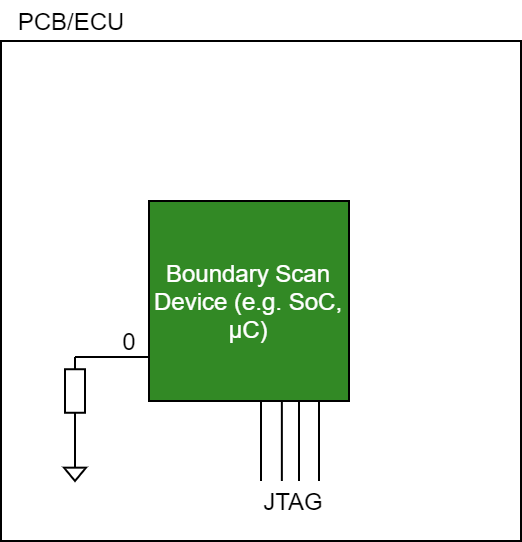 PCB/ECU
Boundary Scan
Device (e.g. SoC,
µC)
0
JTAG